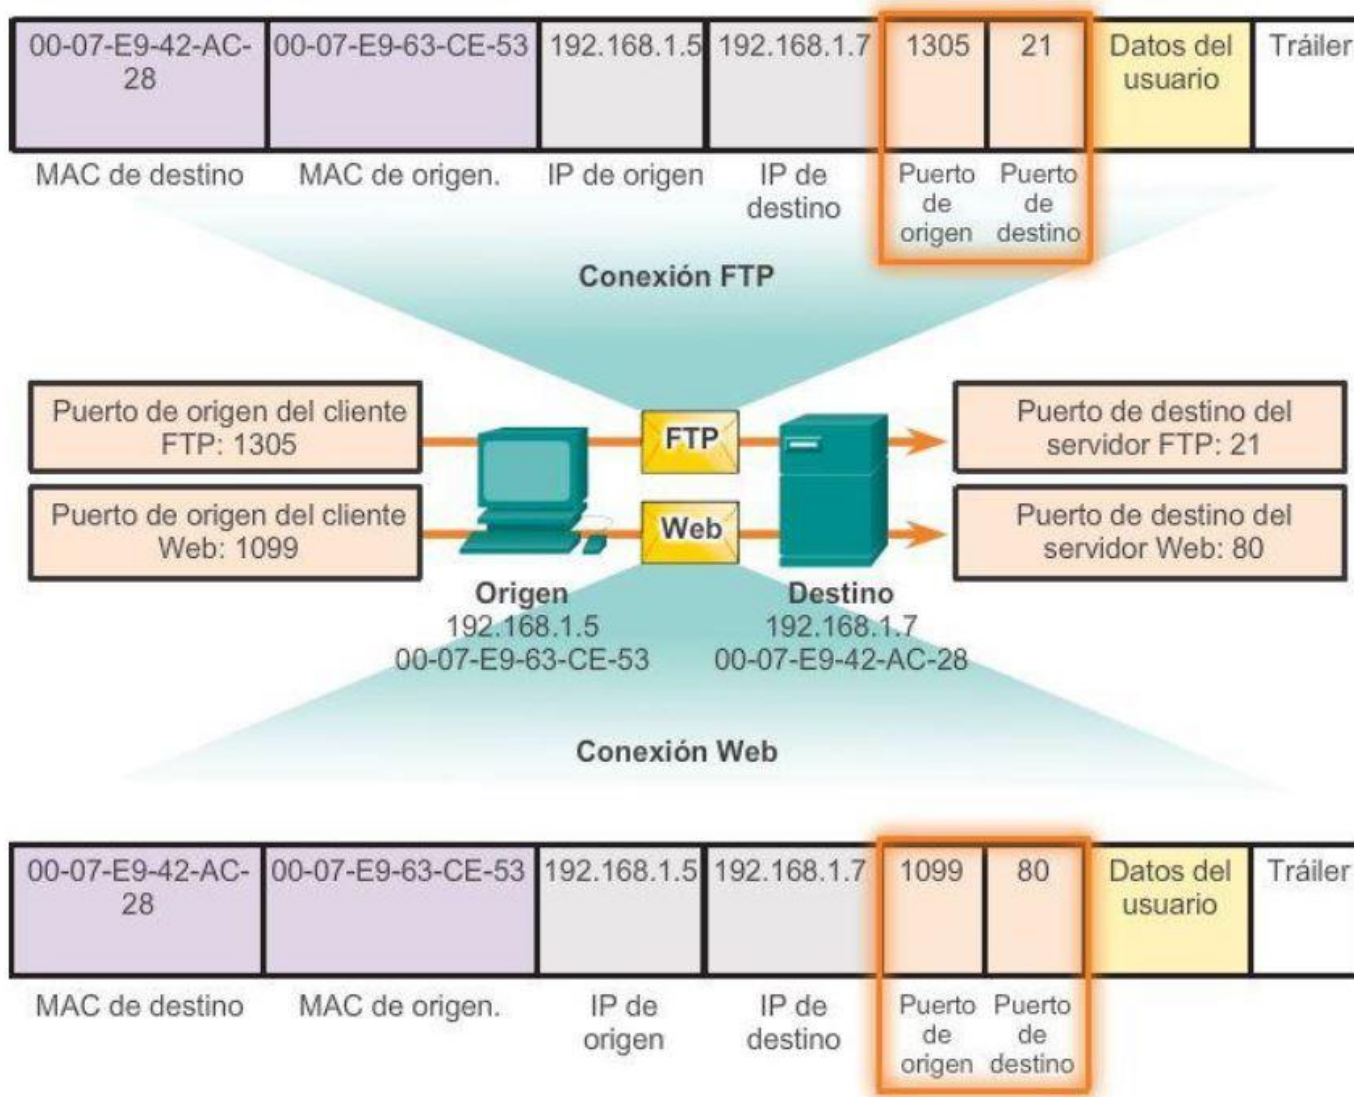 00-07-E9-42-AC-
28
00-07-E9-63-CE-53
192.168.1.5
192.168.1.7
1305
21
Datos del
usuario
Tráiler
MAC de destino
MAC de origen.
IP de origen
IP de
destino
Puerto
de
origen
Puerto
de
destino
Conexión FTP
Puerto de origen del cliente
FTP: 1305
FTP
Puerto de destino del
servidor FTP: 21
Puerto de origen del cliente
Web: 1099
Web
Puerto de destino del
servidor Web: 80
Origen
192.168.1.5
00-07-E9-63-CE-53
Destino
192.168.1.7
00-07-E9-42-AC-28
Conexión Web
00-07-E9-42-AC-
28
00-07-E9-63-CE-53
192.168.1.5
192.168.1.7
1099
80
Datos del
usuario
Tráiler
MAC de destino
MAC de origen.
IP de
origen
IP de
destino
Puerto
de
origen
Puerto
de
destino